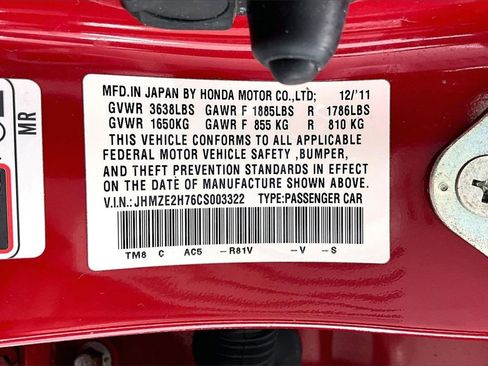 MFD.IN JAPAN BY HONDA MOTOR CO.,LTD; 12/'11
GVWR 3638LBS GAWR F 1885LBS R 1786LBS
GVWR 1650KG GAWR F 855 KG R 810 KG
THIS VEHICLE CONFORMS TO ALL APPLICABLE
FEDERAL MOTOR VEHICLE SAFETY ,BUMPER,
AND THEFT PREVENTION STANDARDS IN EFFECT
ON THE DATE OF MANUFACTURE SHOWN ABOVE.
V.I.N.: JHMZE2H76CS003322 TYPE:PASSENGER CAR
TM8 C AC5 –R81V –V –S
MR